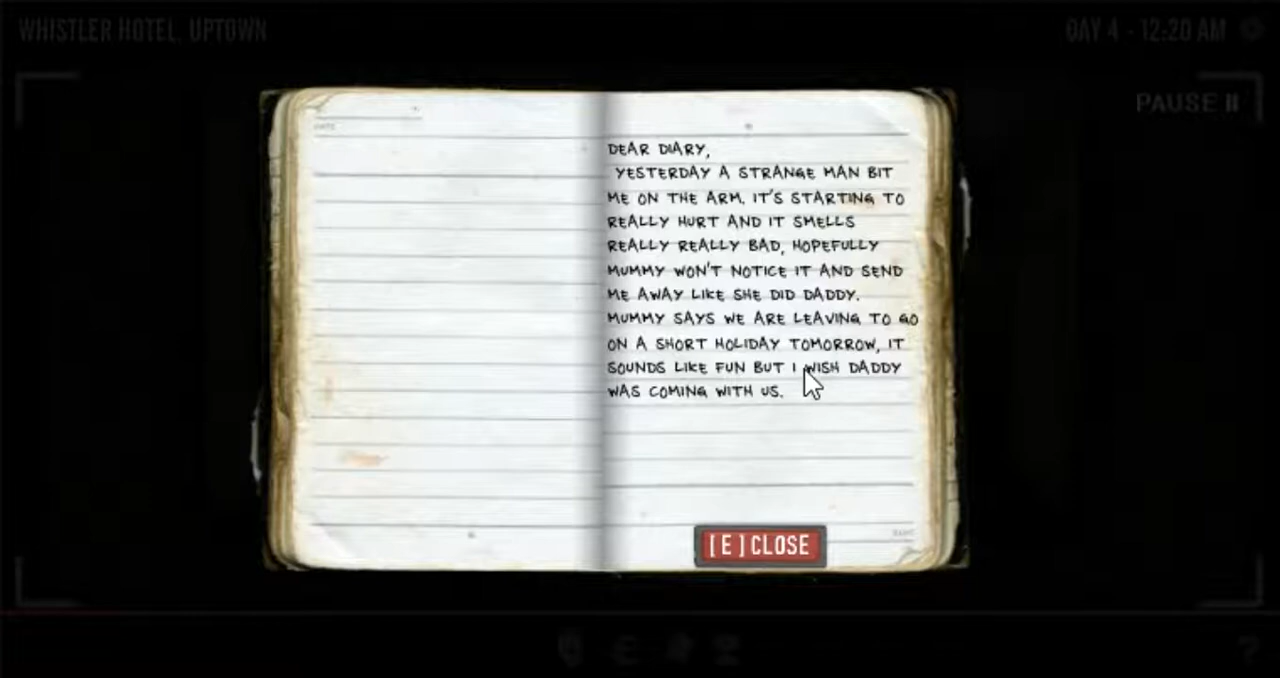 WHISTLER HOTEL, UPTOWN
DAY 4 - 12:20 AM
PAUSE II
DATE
DEAR DIARY,
YESTERDAY A STRANGE MAN BIT
ME ON THE ARM. IT'S STARTING TO
REALLY HURT AND IT SMELLS
REALLY REALLY BAD, HOPEFULLY
MUMMY WON'T NOTICE IT AND SEND
ME AWAY LIKE SHE DID DADDY.
MUMMY SAYS WE ARE LEAVING TO GO
ON A SHORT HOLIDAY TOMORROW, IT
SOUNDS LIKE FUN BUT I WISH DADDY
WAS COMING WITH US.
[E] CLOSE
?